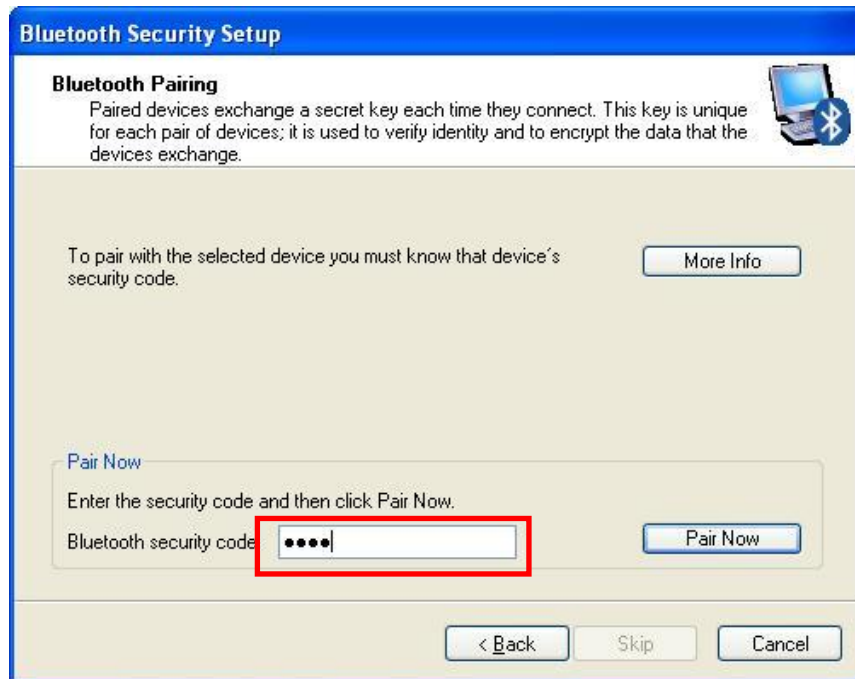 Bluetooth Security Setup
Bluetooth Pairing
Paired devices exchange a secret key each time they connect. This key is unique
for each pair of devices; it is used to verify identity and to encrypt the data that the
devices exchange.
To pair with the selected device you must know that device´s
security code.
More Info
Pair Now
Enter the security code and then click Pair Now.
Bluetooth security code
••••
Pair Now
< Back
Skip
Cancel